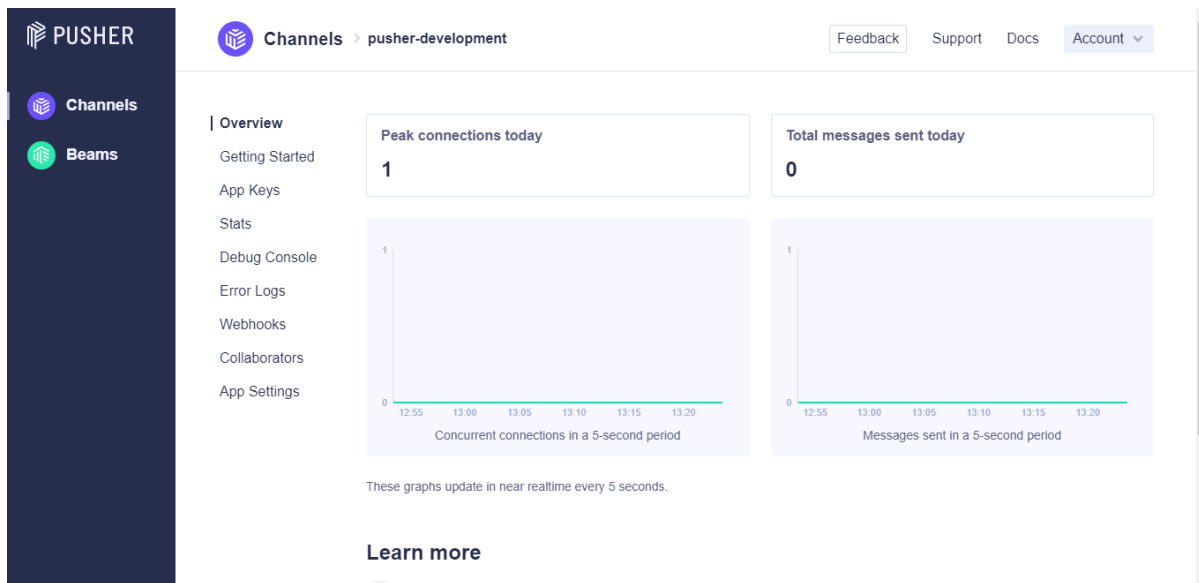 PUSHER
Channels > pusher-development
Feedback
Support
Docs
Account
Channels
Beams
Overview
Getting Started
App Keys
Stats
Debug Console
Error Logs
Webhooks
Collaborators
App Settings
Peak connections today
1
Total messages sent today
0
1
0
12:55 13:00 13:05 13:10 13:15 13:20
Concurrent connections in a 5-second period
1
0
12:55 13:00 13:05 13:10 13:15 13:20
Messages sent in a 5-second period
These graphs update in near realtime every 5 seconds.
Learn more